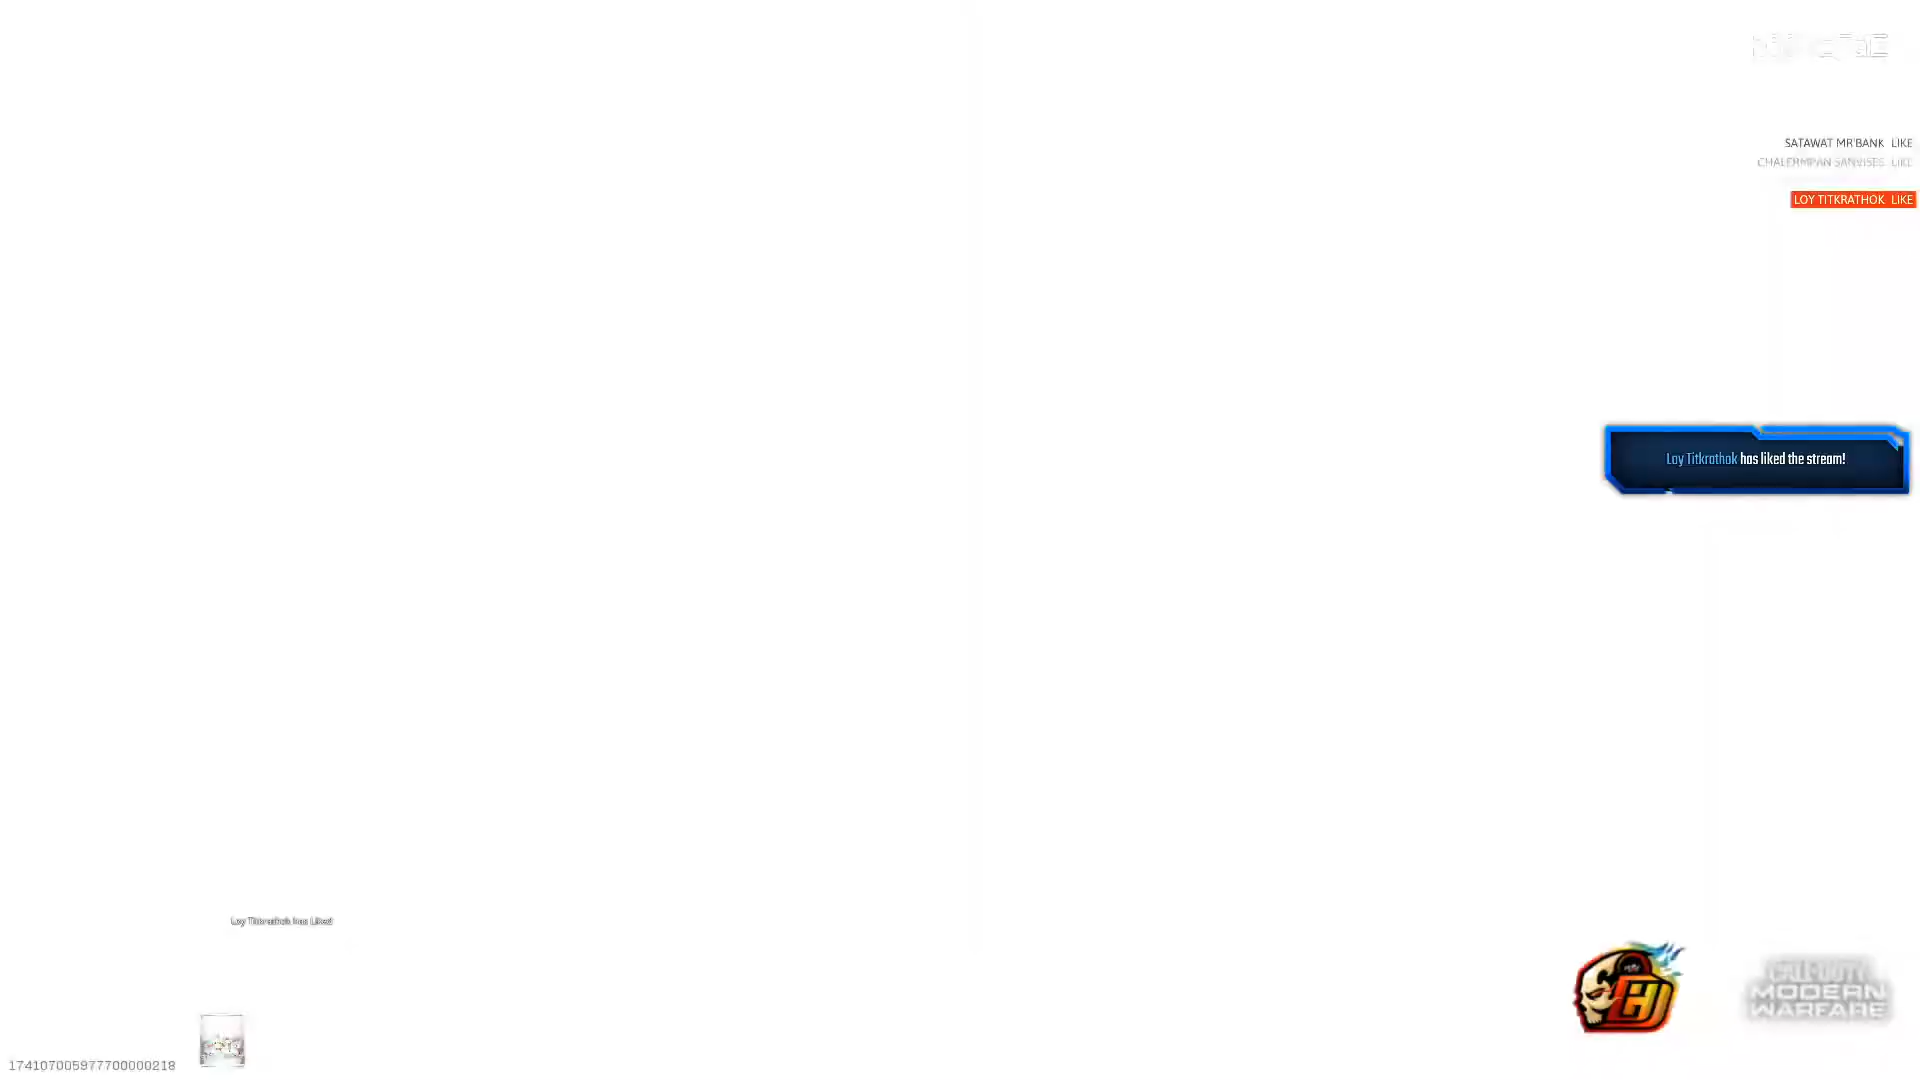 SATAWAT MR'BANK LIKE
CHALERMPAN SANVISES LIKE
LOY TITKRATHOK LIKE
Loy Titkrathok has liked the stream!
Loy Titkrathok has Liked
CALL OF DUTY
MODERN
WARFARE
174107005977700000218